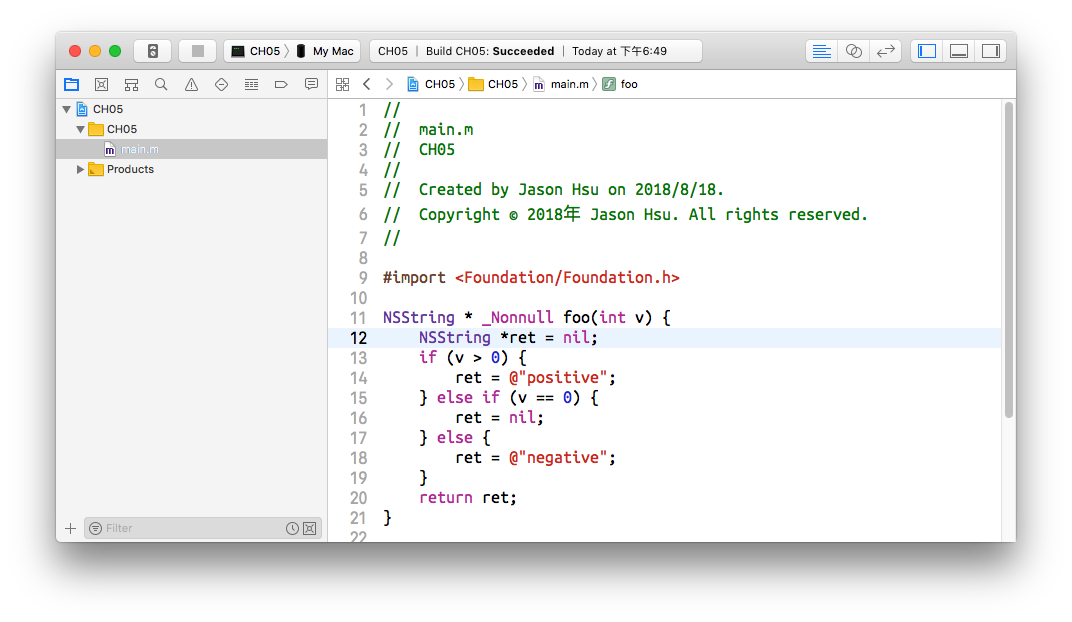 CH05 〉 My Mac
CH05 | Build CH05: Succeeded | Today at 下午6:49
CH05 〉 CH05 〉 m main.m 〉 f foo
CH05
CH05
m main.m
Products
Filter
1 //
2 //  main.m
3 //  CH05
4 //
5 //  Created by Jason Hsu on 2018/8/18.
6 //  Copyright © 2018年 Jason Hsu. All rights reserved.
7 //
8
9 #import <Foundation/Foundation.h>
10
11 NSString * _Nonnull foo(int v) {
12     NSString *ret = nil;
13     if (v > 0) {
14         ret = @"positive";
15     } else if (v == 0) {
16         ret = nil;
17     } else {
18         ret = @"negative";
19     }
20     return ret;
21 }
22